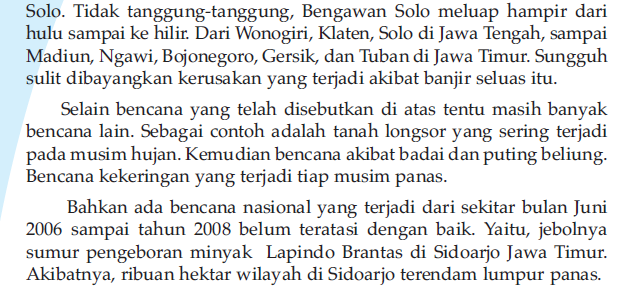 Solo. Tidak tanggung-tanggung, Bengawan Solo meluap hampir dari
hulu sampai ke hilir. Dari Wonogiri, Klaten, Solo di Jawa Tengah, sampai
Madiun, Ngawi, Bojonegoro, Gersik, dan Tuban di Jawa Timur. Sungguh
sulit dibayangkan kerusakan yang terjadi akibat banjir seluas itu.
Selain bencana yang telah disebutkan di atas tentu masih banyak
bencana lain. Sebagai contoh adalah tanah longsor yang sering terjadi
pada musim hujan. Kemudian bencana akibat badai dan puting beliung.
Bencana kekeringan yang terjadi tiap musim panas.
Bahkan ada bencana nasional yang terjadi dari sekitar bulan Juni
2006 sampai tahun 2008 belum teratasi dengan baik. Yaitu, jebolnya
sumur pengeboran minyak Lapindo Brantas di Sidoarjo Jawa Timur.
Akibatnya, ribuan hektar wilayah di Sidoarjo terendam lumpur panas.